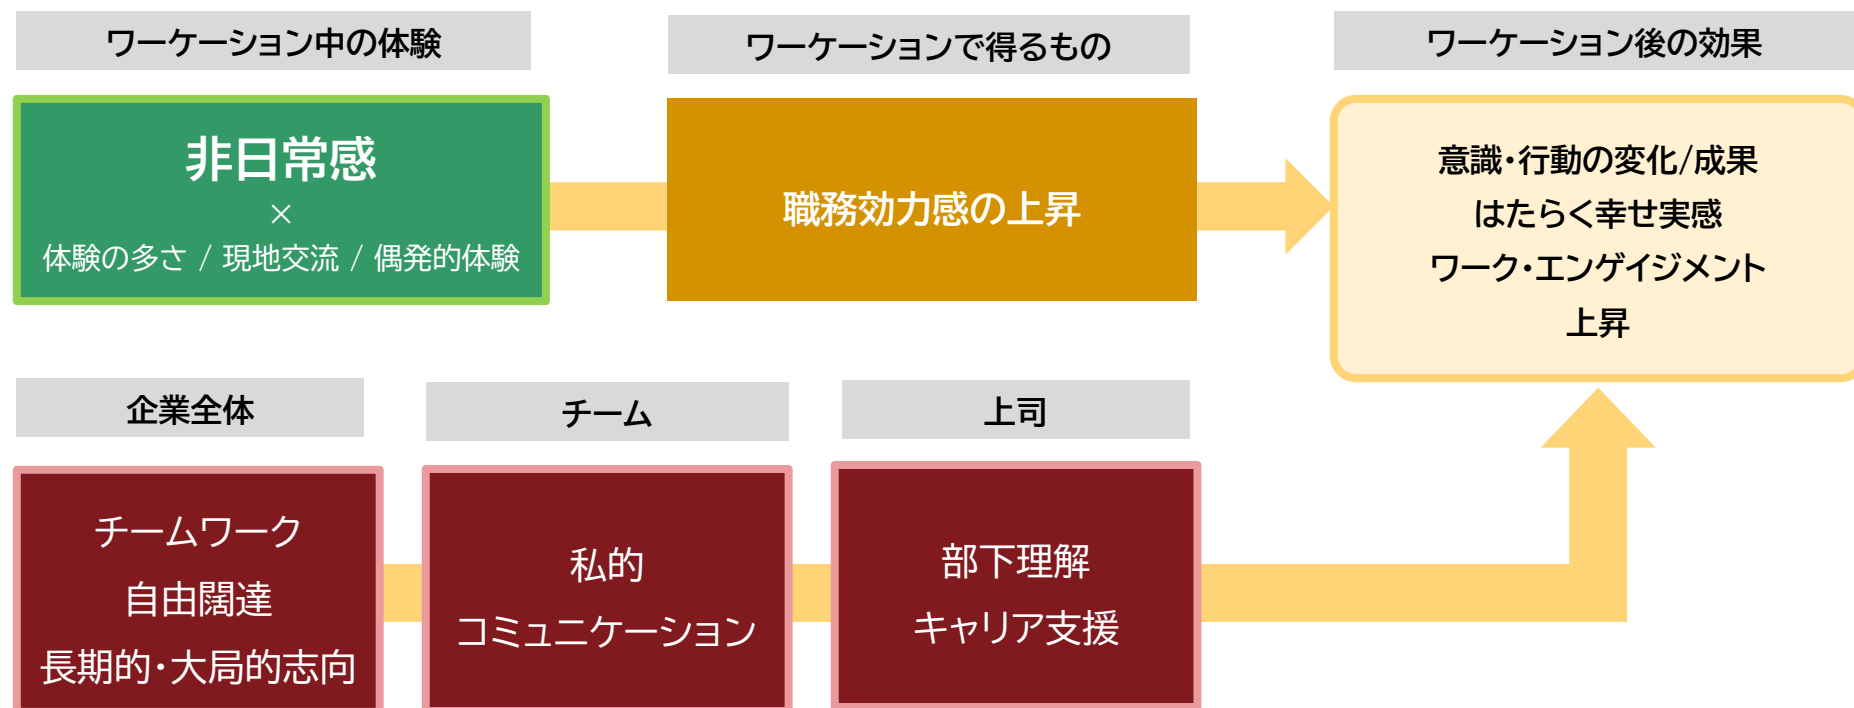 ワーケーション中の体験
ワーケーションで得るもの
ワーケーション後の効果
非日常感
×
体験の多さ / 現地交流 / 偶発的体験
職務効力感の上昇
意識・行動の変化/成果
はたらく幸せ実感
ワーク・エンゲイジメント
上昇
企業全体
チーム
上司
チームワーク
自由闊達
長期的・大局的志向
私的
コミュニケーション
部下理解
キャリア支援